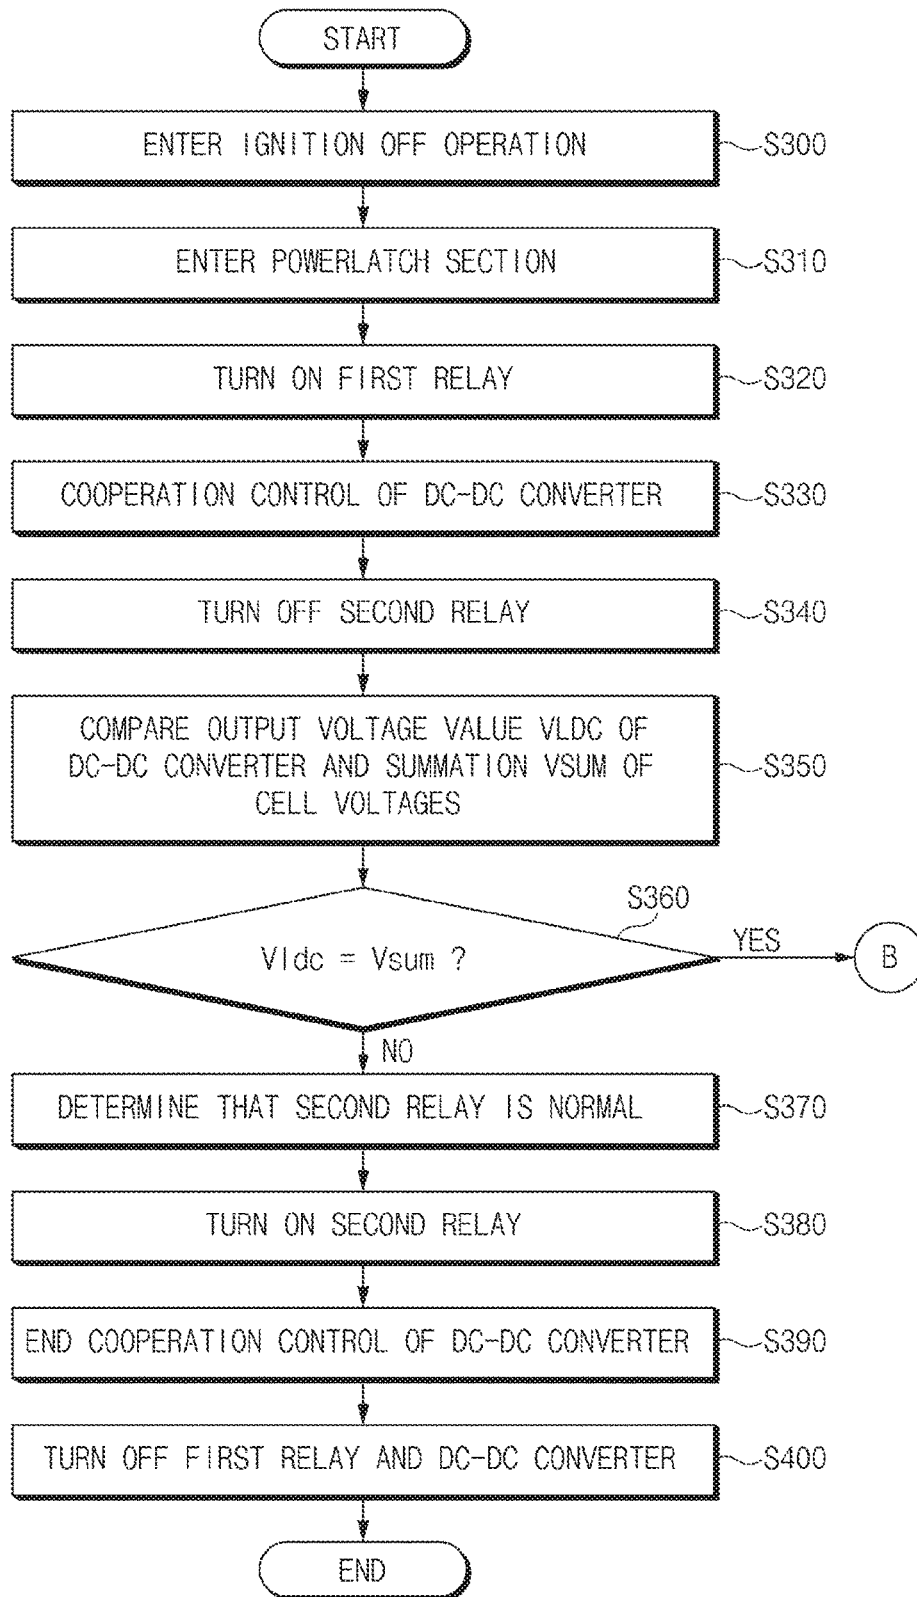 START
ENTER IGNITION OFF OPERATION
S300
ENTER POWERLATCH SECTION
S310
TURN ON FIRST RELAY
S320
COOPERATION CONTROL OF DC-DC CONVERTER
S330
TURN OFF SECOND RELAY
S340
COMPARE OUTPUT VOLTAGE VALUE VLDC OF
DC-DC CONVERTER AND SUMMATION VSUM OF
CELL VOLTAGES
S350
S360
Vldc = Vsum ?
YES
B
NO
DETERMINE THAT SECOND RELAY IS NORMAL
S370
TURN ON SECOND RELAY
S380
END COOPERATION CONTROL OF DC-DC CONVERTER
S390
TURN OFF FIRST RELAY AND DC-DC CONVERTER
S400
END